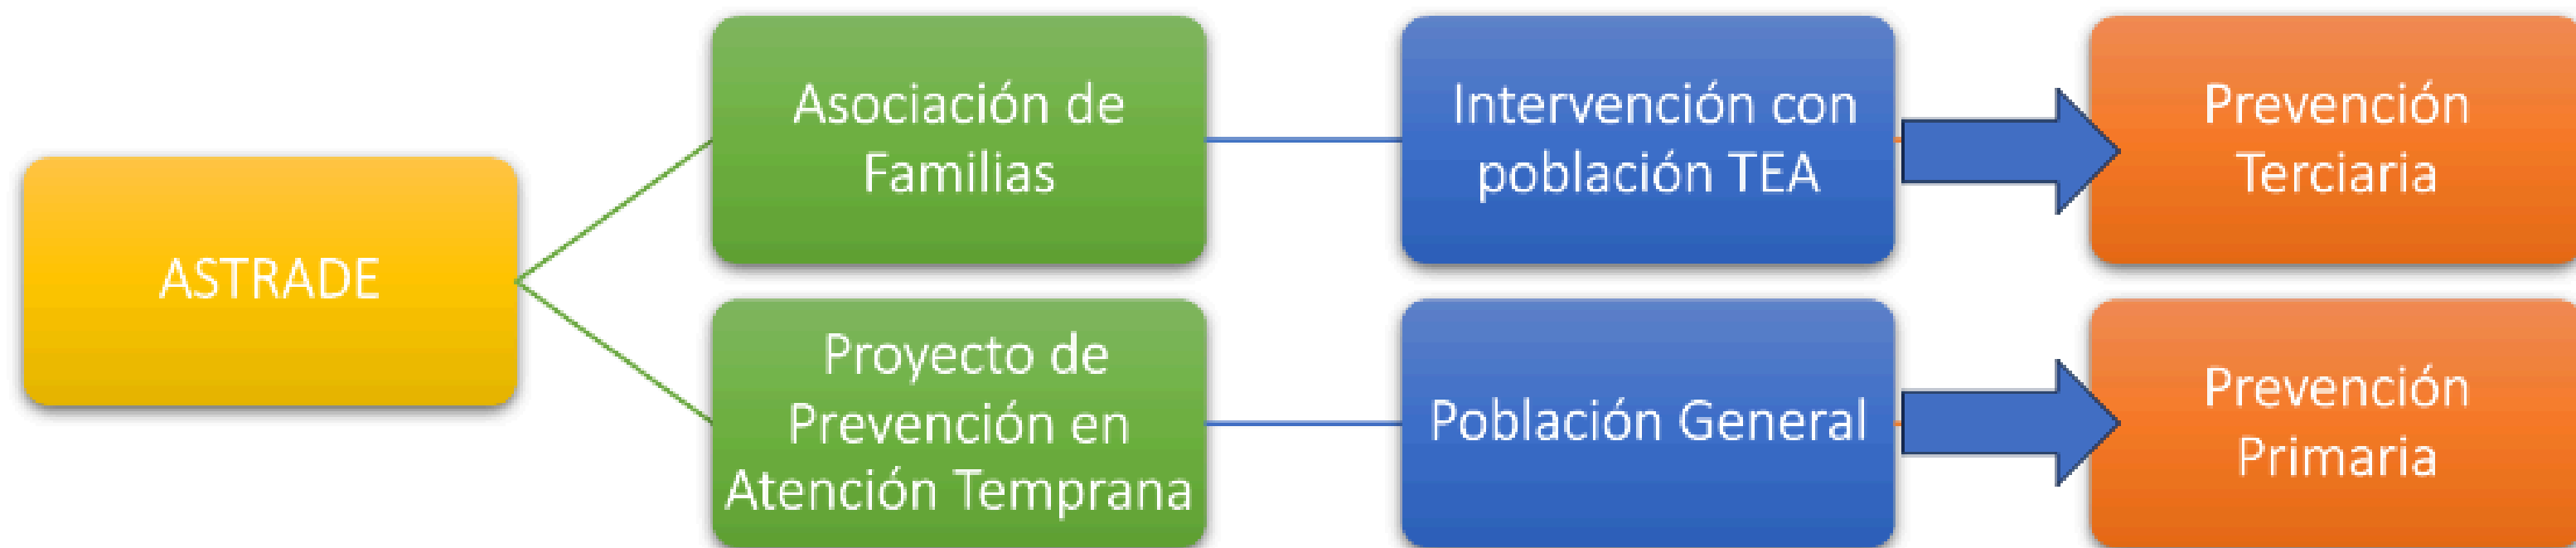 ASTRADE
Asociación de
Familias
Intervención con
población TEA
Prevención
Terciaria
Proyecto de
Prevención en
Atención Temprana
Población General
Prevención
Primaria